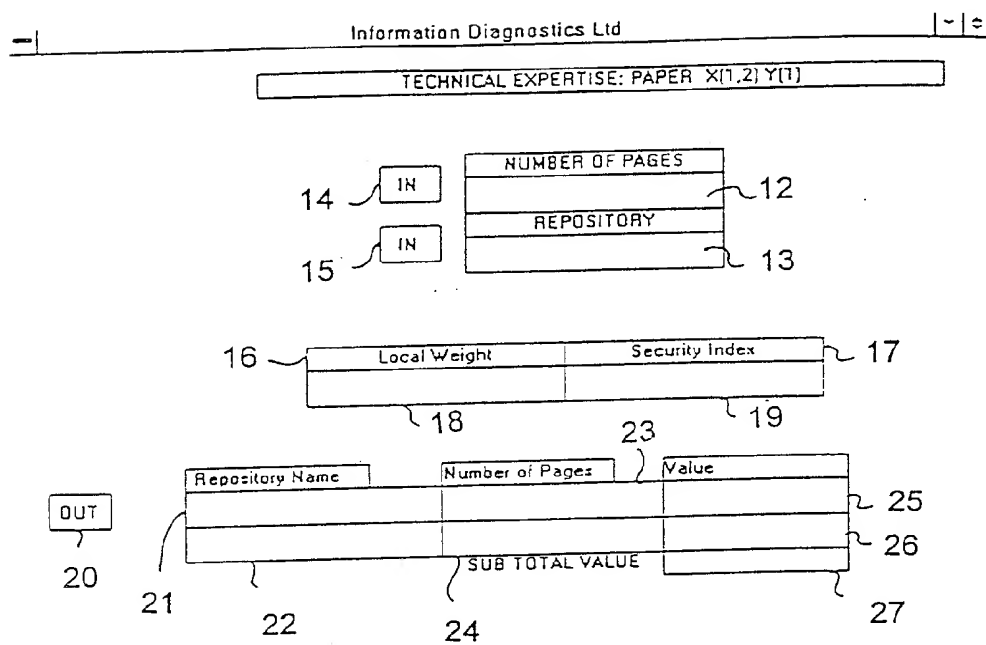 Information Diagnostics Ltd
TECHNICAL EXPERTISE: PAPER X[1,2] Y[1]
NUMBER OF PAGES
14 IN 12
REPOSITORY
15 IN 13
16 Local Weight Security Index 17
18 19
23
Repository Name Number of Pages Value
OUT 25
26
20 21 SUB TOTAL VALUE
22 24 27